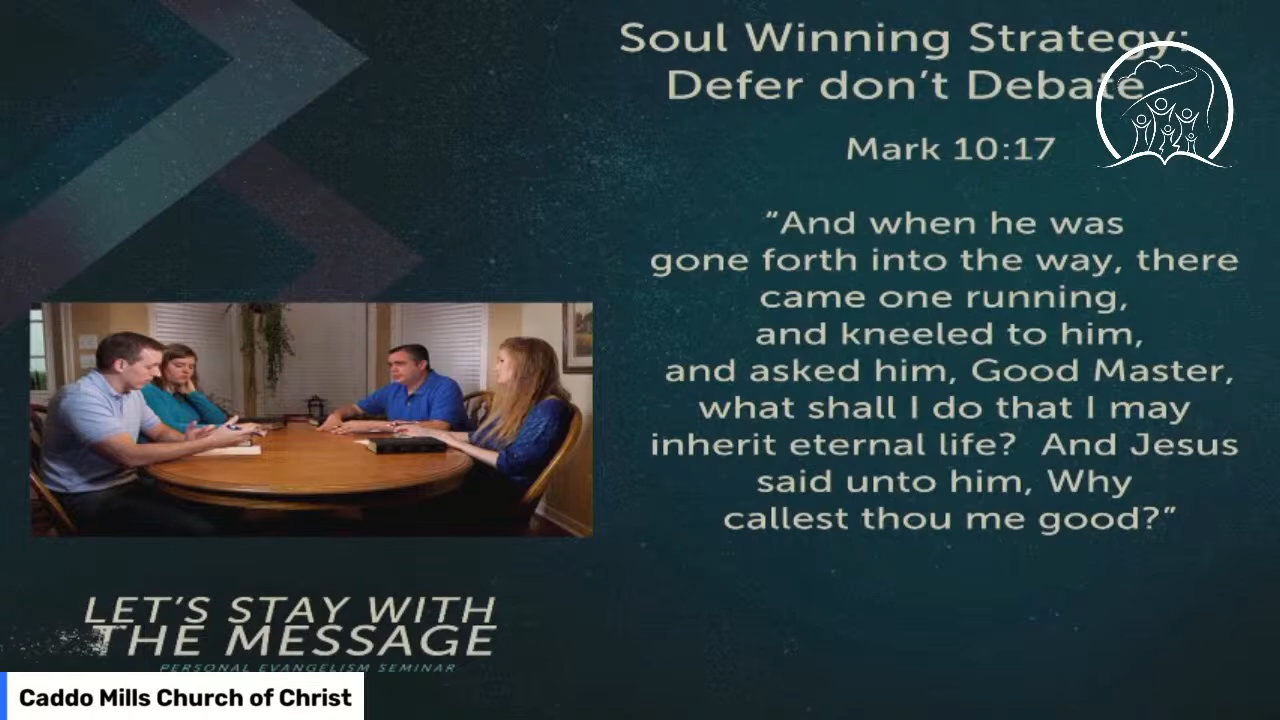 Soul Winning Strategy:
Defer don't Debate
Mark 10:17
“And when he was
gone forth into the way, there
came one running,
and kneeled to him,
and asked him, Good Master,
what shall I do that I may
inherit eternal life?  And Jesus
said unto him, Why
callest thou me good?”
LET'S STAY WITH
THE MESSAGE
PERSONAL EVANGELISM SEMINAR
Caddo Mills Church of Christ